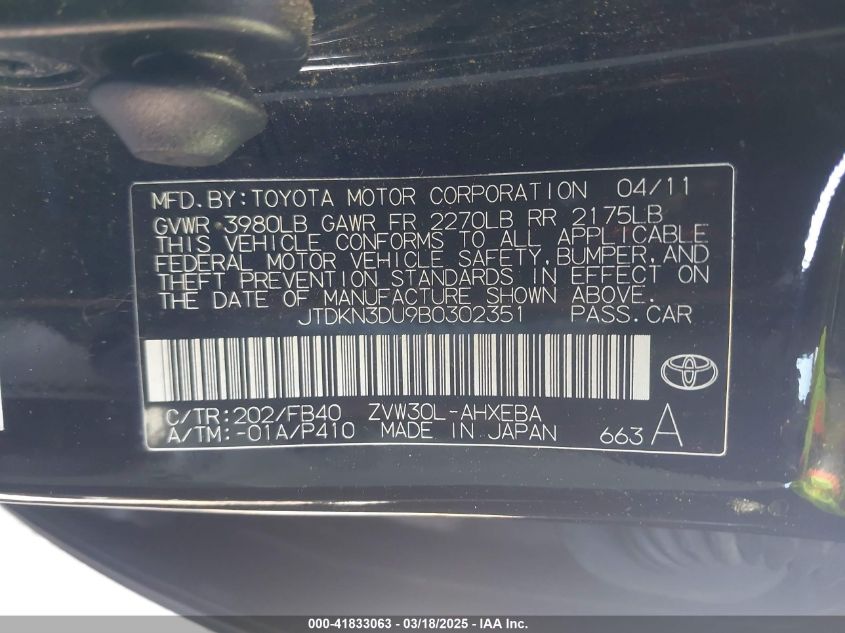 MFD. BY: TOYOTA MOTOR CORPORATION 04/11
GVWR 3980LB GAWR FR 2270LB RR 2175LB
THIS VEHICLE CONFORMS TO ALL APPLICABLE
FEDERAL MOTOR VEHICLE SAFETY, BUMPER, AND
THEFT PREVENTION STANDARDS IN EFFECT ON
THE DATE OF MANUFACTURE SHOWN ABOVE.
JTDKN3DU9B0302351 PASS. CAR
C/TR: 202/FB40 ZVW30L-AHXEBA
A/TM: -01A/P410 MADE IN JAPAN 663 A
000-41833063 - 03/18/2025 - IAA Inc.